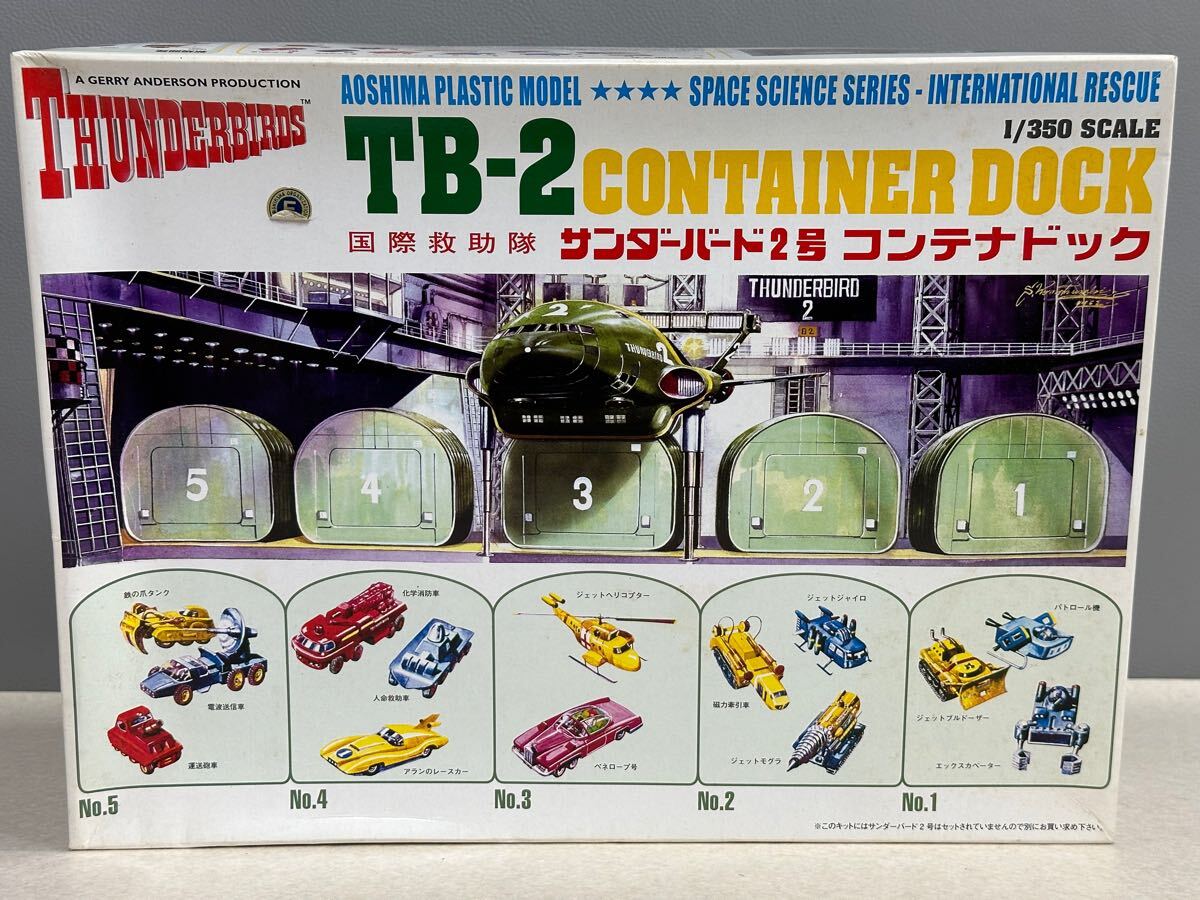 A GERRY ANDERSON PRODUCTION
THUNDERBIRDS™
AOSHIMA PLASTIC MODEL ★★★★ SPACE SCIENCE SERIES - INTERNATIONAL RESCUE
1/350 SCALE
TB-2 CONTAINER DOCK
国際救助隊 サンダーバード2号 コンテナドック
THUNDERBIRD
2
2
THUNDERBIRD 2
5
4
3
2
1
鉄の爪タンク
電波送信車
運送砲車
No.5
化学消防車
人命救助車
アランのレースカー
No.4
ジェットヘリコプター
ペネロープ号
No.3
ジェットジャイロ
磁力牽引車
ジェットモグラ
No.2
パトロール機
ジェットブルドーザー
エックスカベーター
No.1
※このキットにはサンダーバード2号はセットされていませんので別にお買い求め下さい。